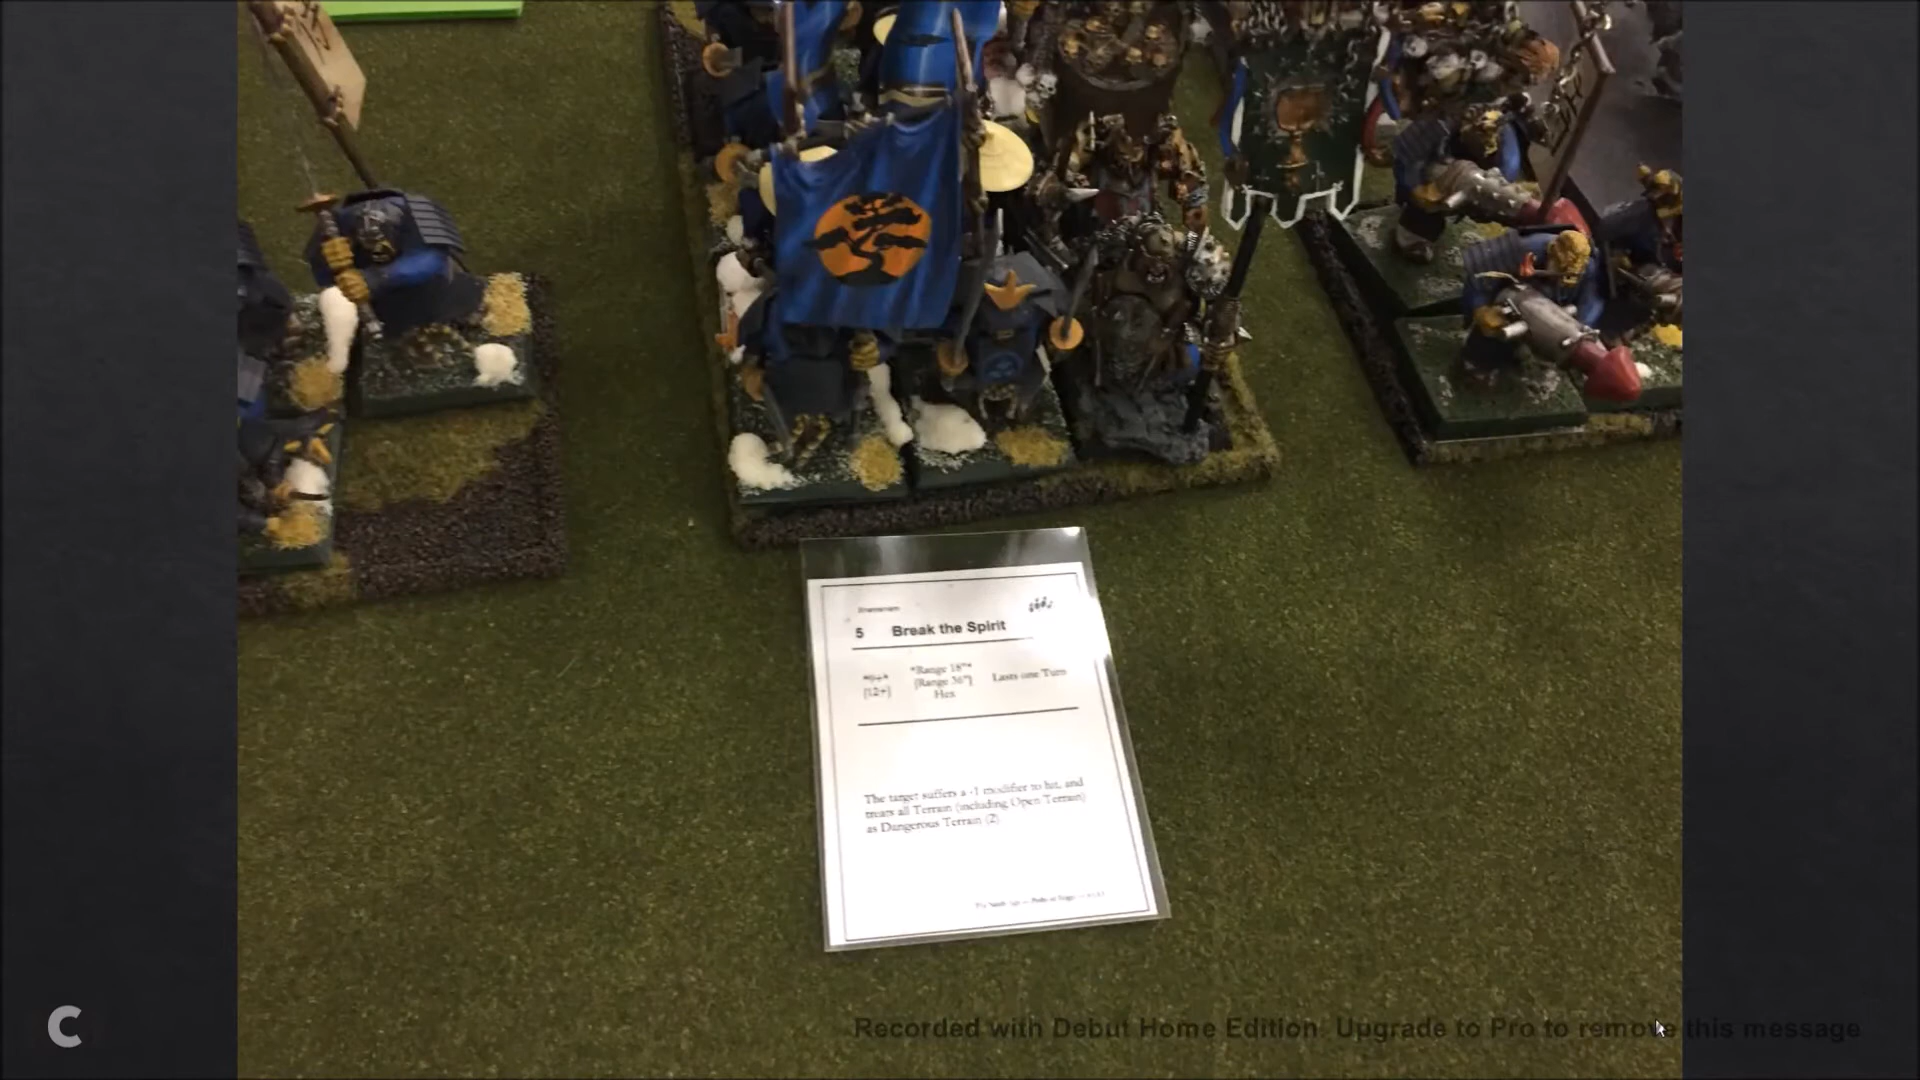 5 Break the Spirit
*Range 18"*
[12+] [Range 36"] Lasts one Turn
Hex
The target suffers a -1 modifier to hit, and
treats all Terrain (including Open Terrain)
as Dangerous Terrain (2)
C
Recorded with Debut Home Edition. Upgrade to Pro to remove this message